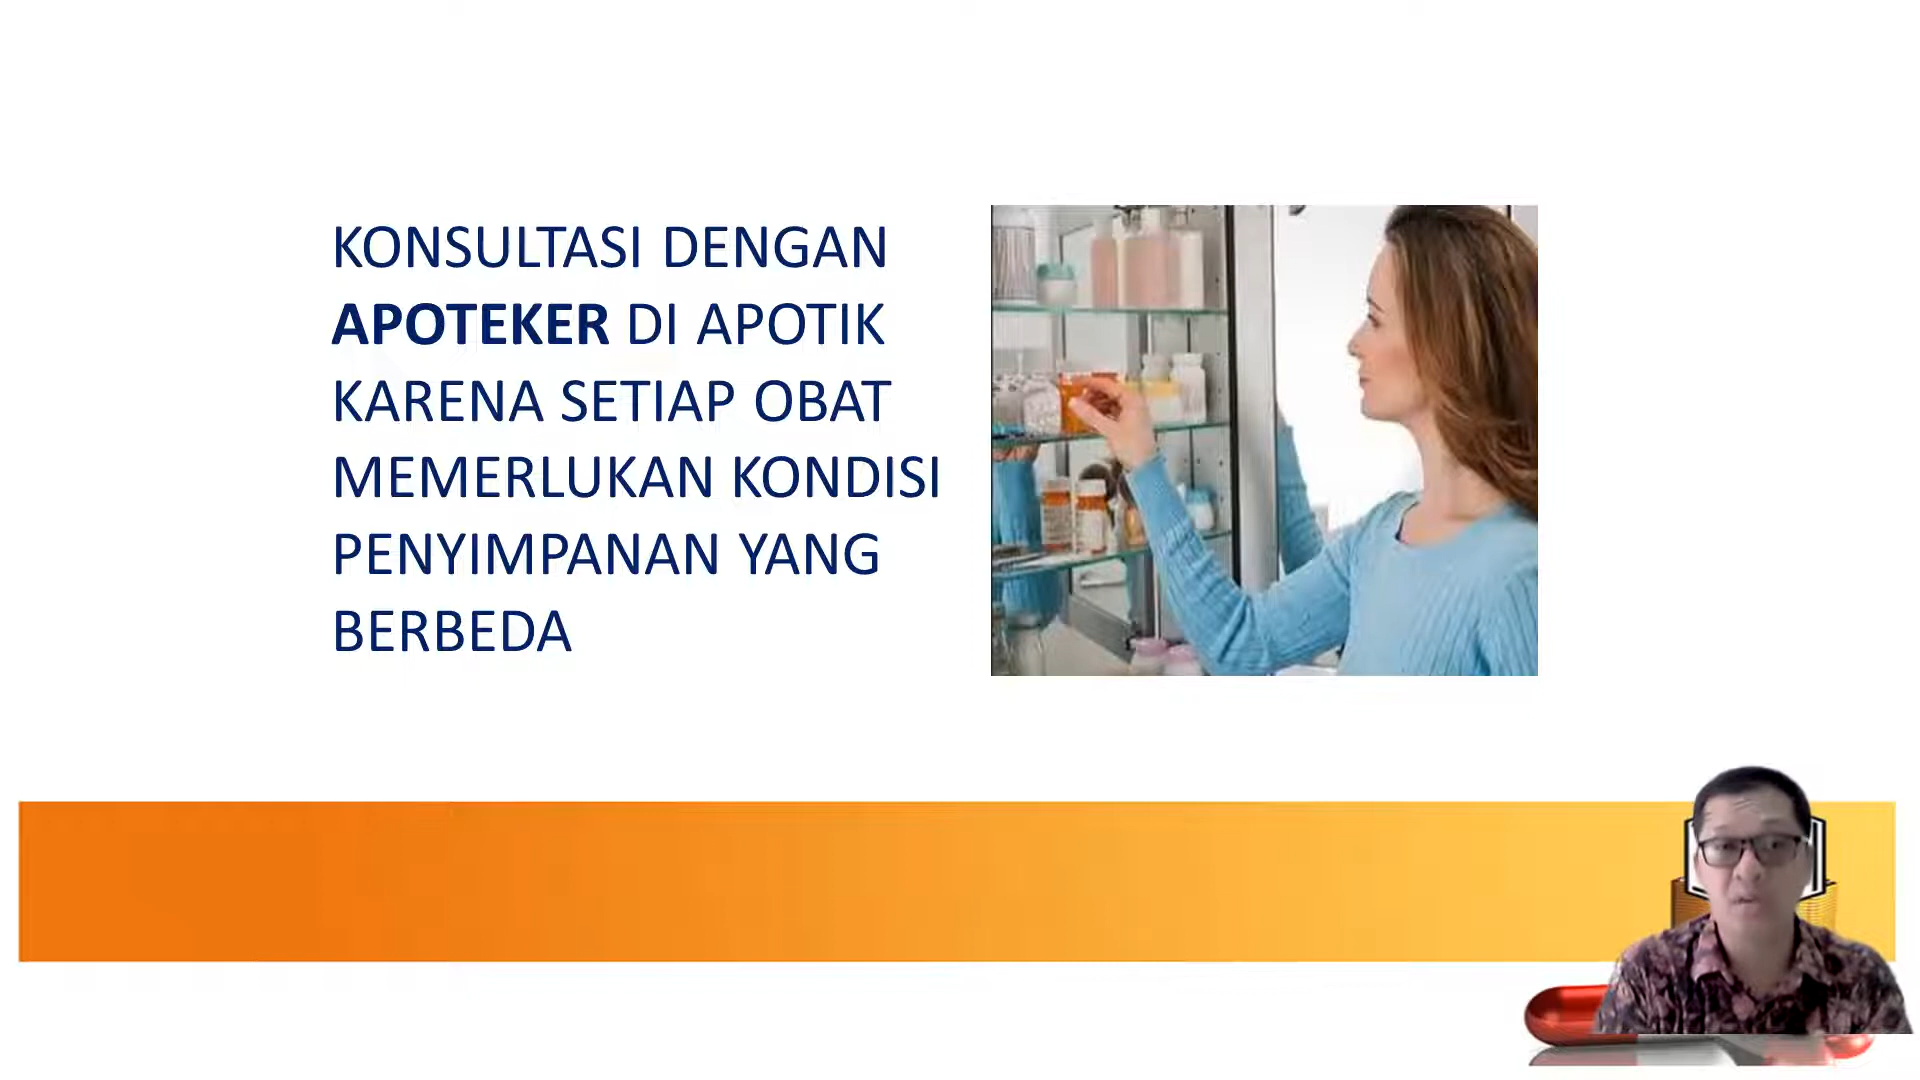 KONSULTASI DENGAN
APOTEKER DI APOTIK
KARENA SETIAP OBAT
MEMERLUKAN KONDISI
PENYIMPANAN YANG
BERBEDA